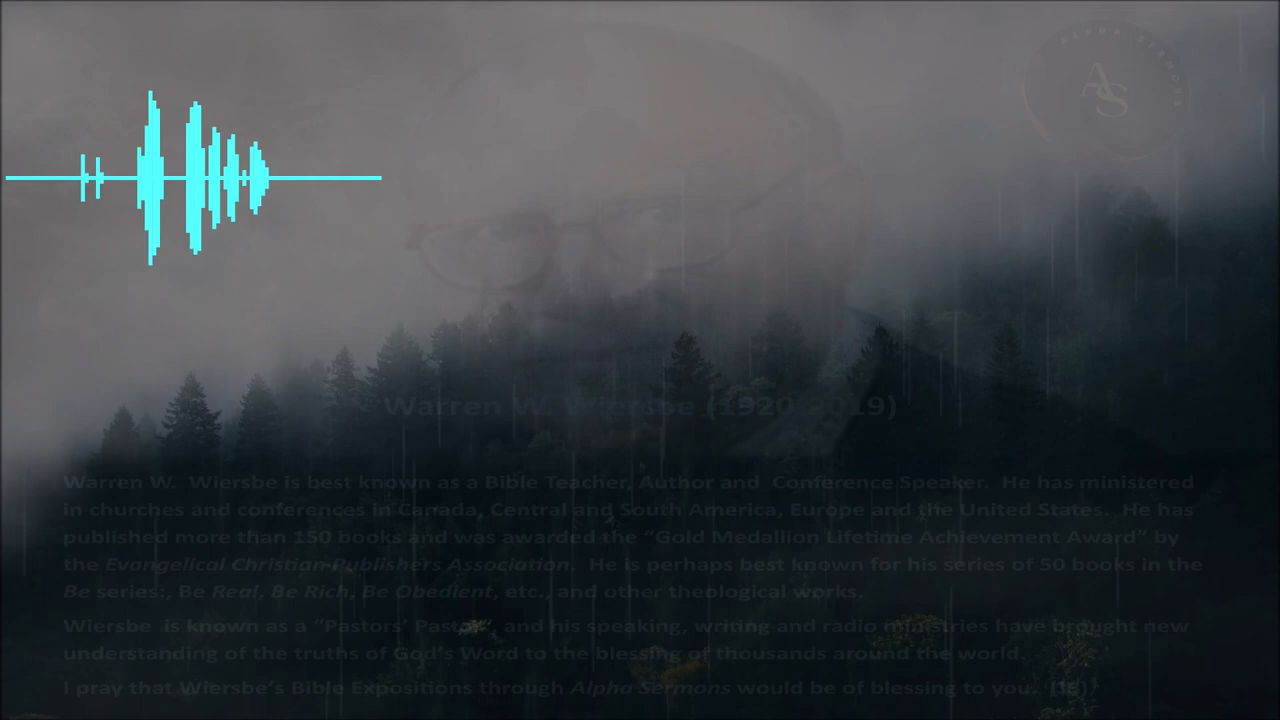 ALPHA SERMONS
AS
Warren W. Wiersbe (1920 2019)
Warren W. Wiersbe is best known as a Bible Teacher, Author and Conference Speaker. He has ministered
in churches and conferences in Canada, Central and South America, Europe and the United States. He has
published more than 150 books and was awarded the “Gold Medallion Lifetime Achievement Award” by
the Evangelical Christian Publishers Association. He is perhaps best known for his series of 50 books in the
Be series:, Be Real, Be Rich, Be Obedient, etc., and other theological works.
Wiersbe is known as a “Pastors’ Pastor” and his speaking, writing and radio ministries have brought new
understanding of the truths of God’s Word to the blessing of thousands around the world.
I pray that Wiersbe’s Bible Expositions through Alpha Sermons would be of blessing to you.